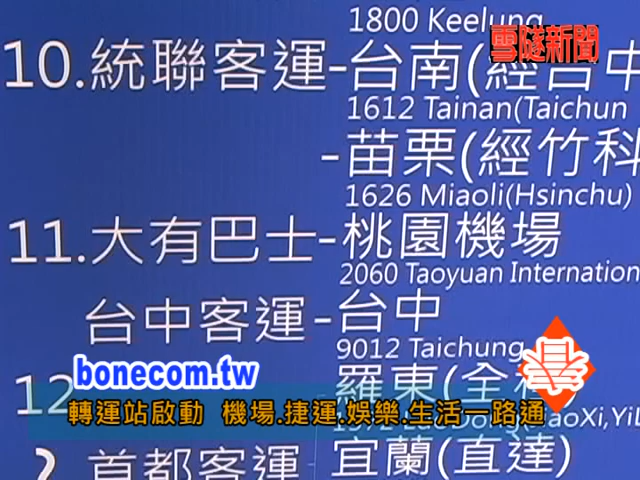 1800 Keelung
雪隧新聞
10.統聯客運-台南(經台中
1612 Tainan(Taichun
-苗栗(經竹科
1626 Miaoli(Hsinchu)
11.大有巴士-桃園機場
2060 Taoyuan Internation
台中客運-台中
9012 Taichung
bonecom.tw
12
羅東(全
轉運站啟動 機場.捷運.娛樂.生活一路通
首都客運 宜蘭(直達)